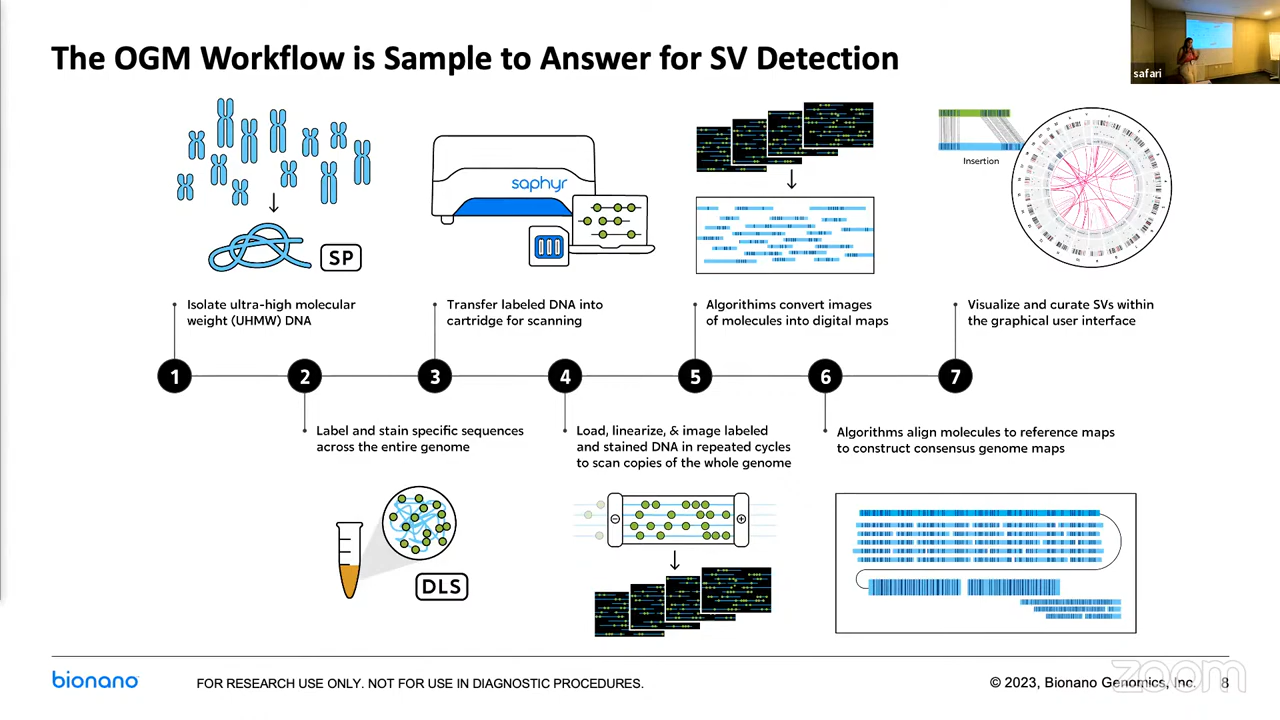 The OGM Workflow is Sample to Answer for SV Detection
safari
saphyr
SP
Insertion
Isolate ultra-high molecular
weight (UHMW) DNA
Transfer labeled DNA into
cartridge for scanning
Algorithims convert images
of molecules into digital maps
Visualize and curate SVs within
the graphical user interface
1
2
3
4
5
6
7
Label and stain specific sequences
across the entire genome
Load, linearize, & image labeled
and stained DNA in repeated cycles
to scan copies of the whole genome
Algorithms align molecules to reference maps
to construct consensus genome maps
DLS
bionano
FOR RESEARCH USE ONLY. NOT FOR USE IN DIAGNOSTIC PROCEDURES.
© 2023, Bionano Genomics, Inc.
8
zoom